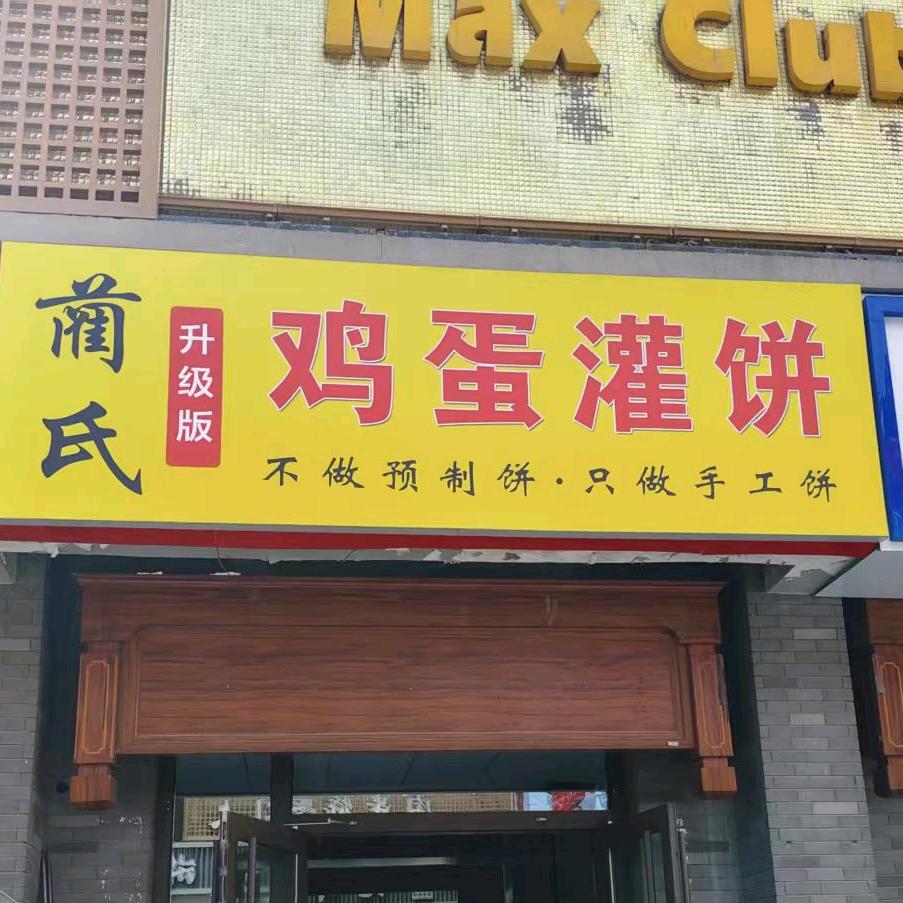 Max Club
蔺氏
升级版
鸡蛋灌饼
不做预制饼·只做手工饼